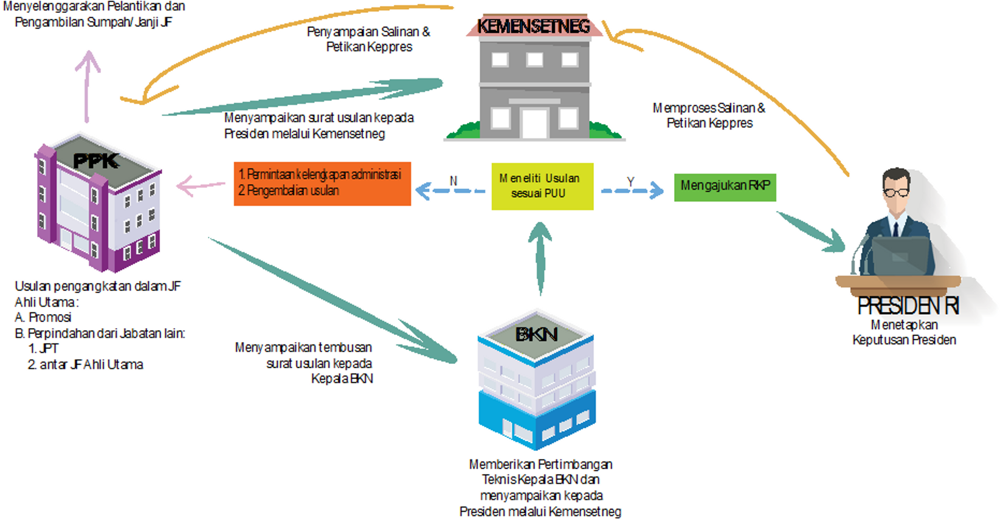 Menyelenggarakan Pelantikan dan
Pengambilan Sumpah/ Janji JF
Penyampaian Salinan &
Petikan Keppres
KEMENSETNEG
Menyampaikan surat usulan kepada
Presiden melalui Kemensetneg
Memproses Salinan &
Petikan Keppres
PPK
1. Permintaan kelengkapan administrasi
2 Pengembalian usulan
N
Meneliti Usulan
sesuai PUU
Y
Mengajukan RKP
Usulan pengangkatan dalam JF
Ahli Utama :
A. Promosi
B. Perpindahan dari Jabatan lain:
1. JPT
2. antar JF Ahli Utama
PRESIDEN RI
Menetapkan
Keputusan Presiden
BKN
Menyampaikan tembusan
surat usulan kepada
Kepala BKN
Memberikan Pertimbangan
Teknis Kepala BKN dan
menyampaikan kepada
Presiden melalui Kemensetneg